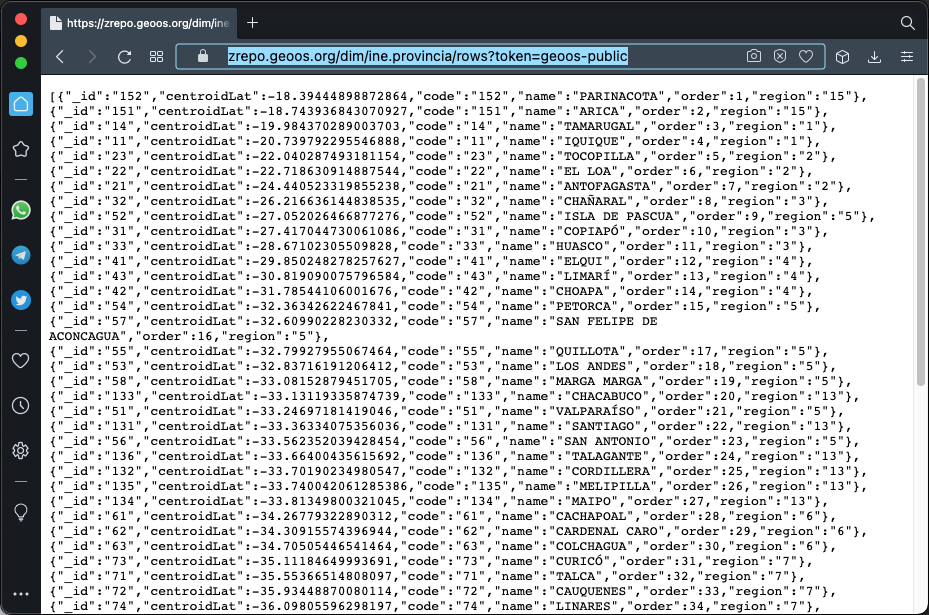 https://zrepo.geoos.org/dim/ine
zrepo.geoos.org/dim/ine.provincia/rows?token=geoos-public
[{"_id":"152","centroidLat":-18.39444898872864,"code":"152","name":"PARINACOTA","order":1,"region":"15"},
{"_id":"151","centroidLat":-18.743936843070927,"code":"151","name":"ARICA","order":2,"region":"15"},
{"_id":"14","centroidLat":-19.984370289003703,"code":"14","name":"TAMARUGAL","order":3,"region":"1"},
{"_id":"11","centroidLat":-20.739792295546888,"code":"11","name":"IQUIQUE","order":4,"region":"1"},
{"_id":"23","centroidLat":-22.040287493181154,"code":"23","name":"TOCOPILLA","order":5,"region":"2"},
{"_id":"22","centroidLat":-22.718630914887544,"code":"22","name":"EL LOA","order":6,"region":"2"},
{"_id":"21","centroidLat":-24.440523319855238,"code":"21","name":"ANTOFAGASTA","order":7,"region":"2"},
{"_id":"32","centroidLat":-26.216636144838535,"code":"32","name":"CHAÑARAL","order":8,"region":"3"},
{"_id":"52","centroidLat":-27.052026466877276,"code":"52","name":"ISLA DE PASCUA","order":9,"region":"5"},
{"_id":"31","centroidLat":-27.417044730061086,"code":"31","name":"COPIAPÓ","order":10,"region":"3"},
{"_id":"33","centroidLat":-28.67102305509828,"code":"33","name":"HUASCO","order":11,"region":"3"},
{"_id":"41","centroidLat":-29.850248278257627,"code":"41","name":"ELQUI","order":12,"region":"4"},
{"_id":"43","centroidLat":-30.819090075796584,"code":"43","name":"LIMARÍ","order":13,"region":"4"},
{"_id":"42","centroidLat":-31.78544106001676,"code":"42","name":"CHOAPA","order":14,"region":"4"},
{"_id":"54","centroidLat":-32.36342622467841,"code":"54","name":"PETORCA","order":15,"region":"5"},
{"_id":"57","centroidLat":-32.60990228230332,"code":"57","name":"SAN FELIPE DE
ACONCAGUA","order":16,"region":"5"},
{"_id":"55","centroidLat":-32.79927955067464,"code":"55","name":"QUILLOTA","order":17,"region":"5"},
{"_id":"53","centroidLat":-32.83716191206412,"code":"53","name":"LOS ANDES","order":18,"region":"5"},
{"_id":"58","centroidLat":-33.08152879451705,"code":"58","name":"MARGA MARGA","order":19,"region":"5"},
{"_id":"133","centroidLat":-33.13119335874739,"code":"133","name":"CHACABUCO","order":20,"region":"13"},
{"_id":"51","centroidLat":-33.24697181419046,"code":"51","name":"VALPARAÍSO","order":21,"region":"5"},
{"_id":"131","centroidLat":-33.36334075356036,"code":"131","name":"SANTIAGO","order":22,"region":"13"},
{"_id":"56","centroidLat":-33.562352039428454,"code":"56","name":"SAN ANTONIO","order":23,"region":"5"},
{"_id":"136","centroidLat":-33.66400435615692,"code":"136","name":"TALAGANTE","order":24,"region":"13"},
{"_id":"132","centroidLat":-33.70190234980547,"code":"132","name":"CORDILLERA","order":25,"region":"13"},
{"_id":"135","centroidLat":-33.740042061285386,"code":"135","name":"MELIPILLA","order":26,"region":"13"},
{"_id":"134","centroidLat":-33.81349800321045,"code":"134","name":"MAIPO","order":27,"region":"13"},
{"_id":"61","centroidLat":-34.26779322890312,"code":"61","name":"CACHAPOAL","order":28,"region":"6"},
{"_id":"62","centroidLat":-34.30915574396944,"code":"62","name":"CARDENAL CARO","order":29,"region":"6"},
{"_id":"63","centroidLat":-34.70505446541464,"code":"63","name":"COLCHAGUA","order":30,"region":"6"},
{"_id":"73","centroidLat":-35.11184649993691,"code":"73","name":"CURICÓ","order":31,"region":"7"},
{"_id":"71","centroidLat":-35.55366514808097,"code":"71","name":"TALCA","order":32,"region":"7"},
{"_id":"72","centroidLat":-35.93448870080114,"code":"72","name":"CAUQUENES","order":33,"region":"7"},
{"_id":"74","centroidLat":-36.09805596298197,"code":"74","name":"LINARES","order":34,"region":"7"},